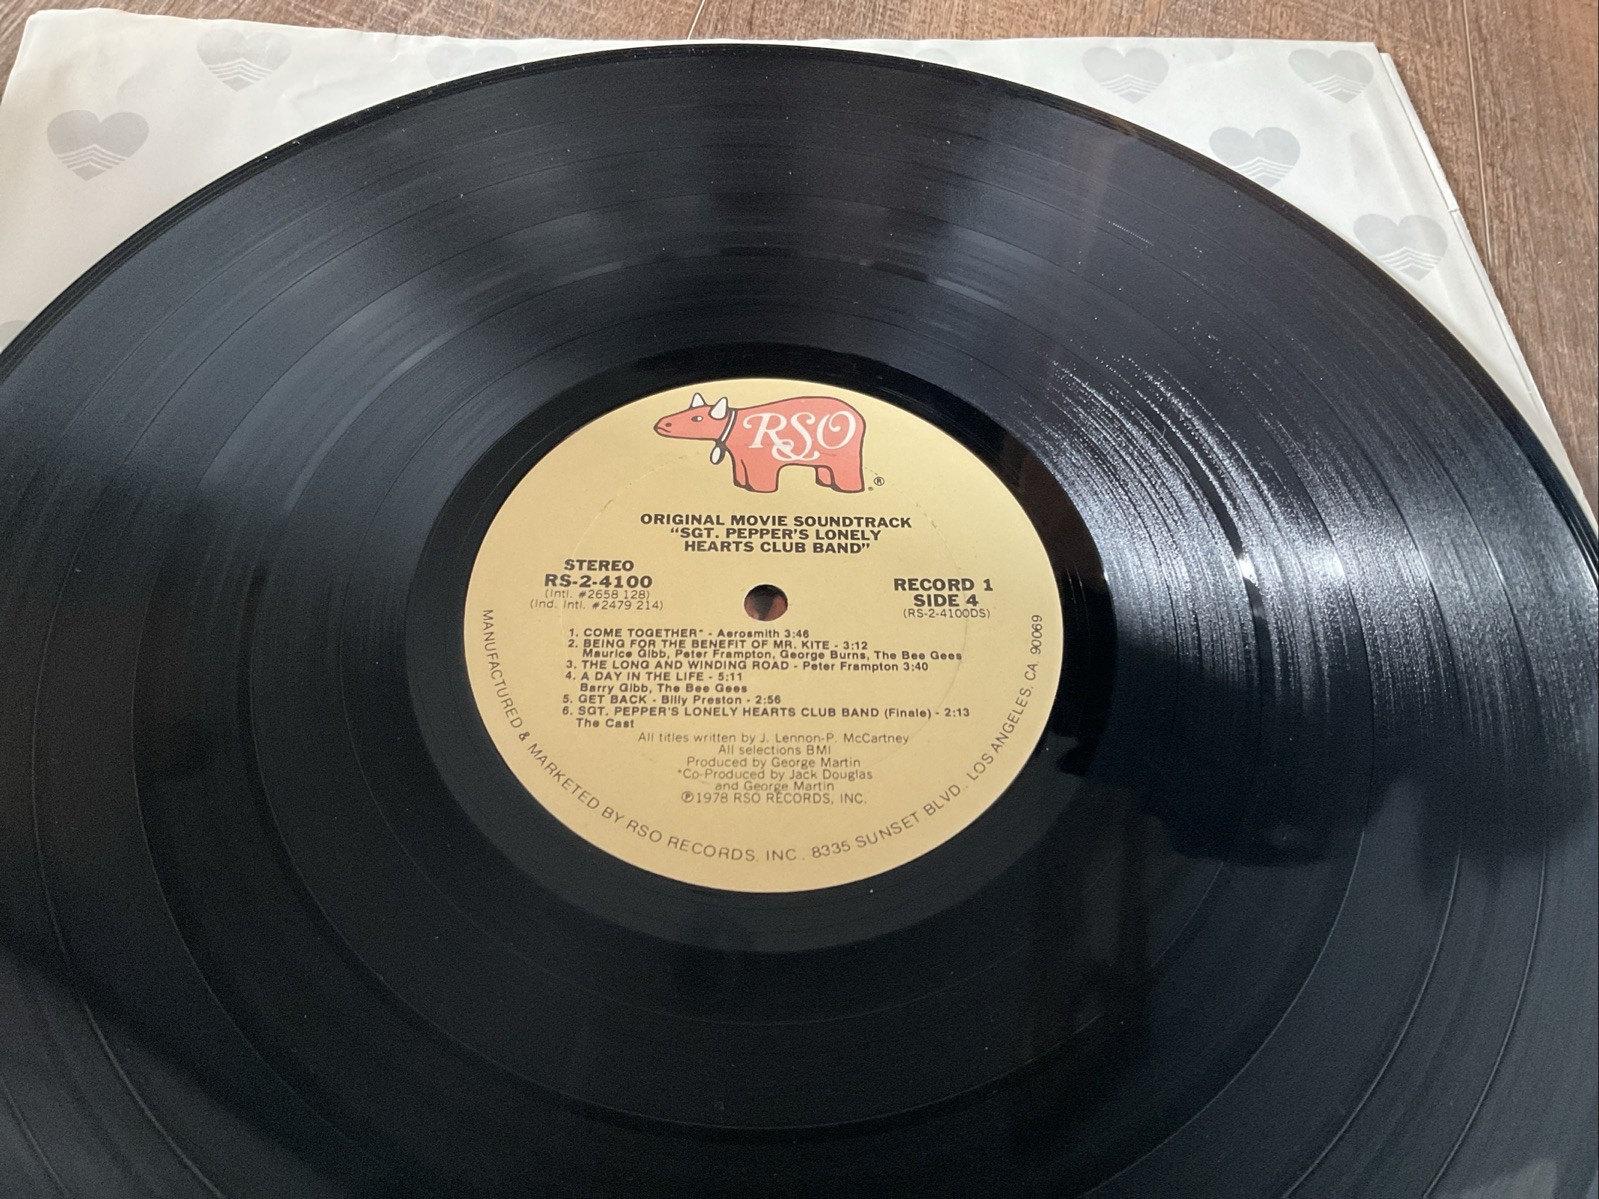 RSO
®
ORIGINAL MOVIE SOUNDTRACK
"SGT. PEPPER'S LONELY
HEARTS CLUB BAND"
STEREO
RS-2-4100
(Intl. #2658 128)
(Ind. Intl. #2479 214)
RECORD 1
SIDE 4
(RS-2-4100DS)
1. COME TOGETHER* - Aerosmith 3:46
2. BEING FOR THE BENEFIT OF MR. KITE - 3:12
Maurice Gibb, Peter Frampton, George Burns, The Bee Gees
3. THE LONG AND WINDING ROAD - Peter Frampton 3:40
4. A DAY IN THE LIFE - 5:11
Barry Gibb, The Bee Gees
5. GET BACK - Billy Preston - 2:56
6. SGT. PEPPER'S LONELY HEARTS CLUB BAND (Finale) - 2:13
The Cast
All titles written by J. Lennon-P. McCartney
All selections BMI
Produced by George Martin
*Co-Produced by Jack Douglas
and George Martin
℗1978 RSO RECORDS, INC.
MANUFACTURED & MARKETED BY RSO RECORDS, INC., 8335 SUNSET BLVD., LOS ANGELES, CA. 90069